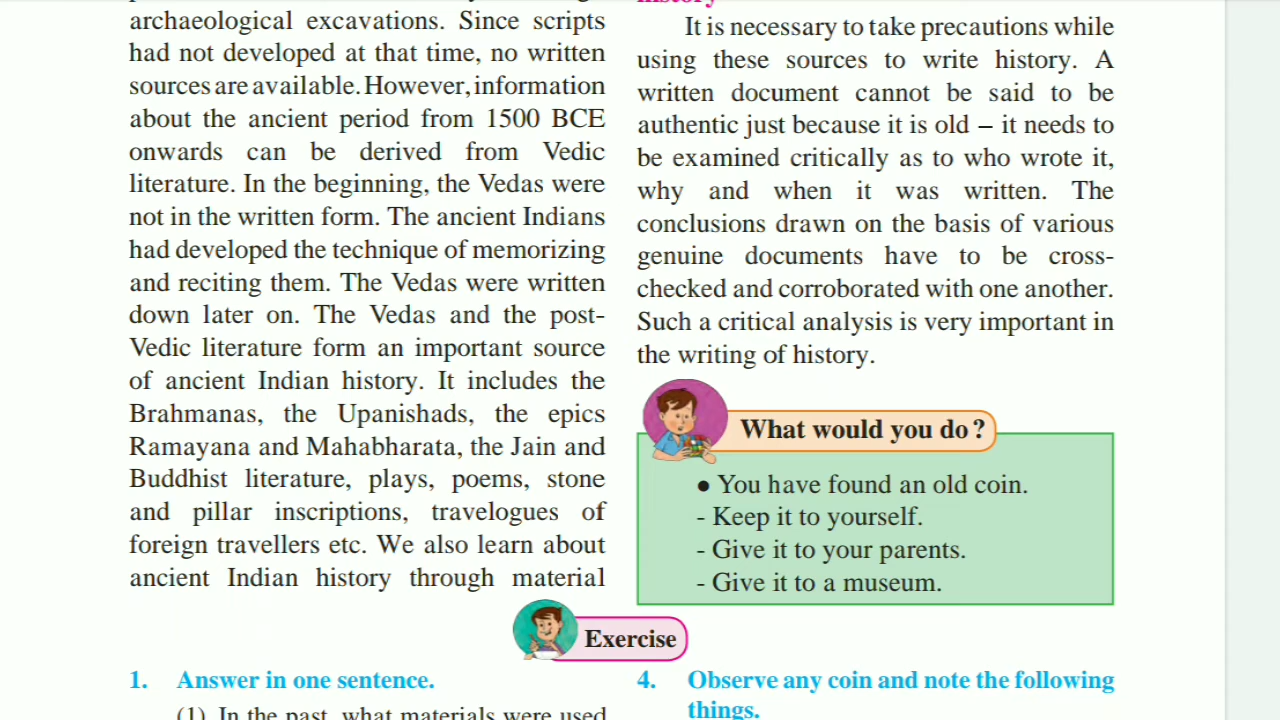 archaeological excavations. Since scripts
had not developed at that time, no written
sources are available. However, information
about the ancient period from 1500 BCE
onwards can be derived from Vedic
literature. In the beginning, the Vedas were
not in the written form. The ancient Indians
had developed the technique of memorizing
and reciting them. The Vedas were written
down later on. The Vedas and the post-
Vedic literature form an important source
of ancient Indian history. It includes the
Brahmanas, the Upanishads, the epics
Ramayana and Mahabharata, the Jain and
Buddhist literature, plays, poems, stone
and pillar inscriptions, travelogues of
foreign travellers etc. We also learn about
ancient Indian history through material
history
It is necessary to take precautions while
using these sources to write history. A
written document cannot be said to be
authentic just because it is old – it needs to
be examined critically as to who wrote it,
why and when it was written. The
conclusions drawn on the basis of various
genuine documents have to be cross-
checked and corroborated with one another.
Such a critical analysis is very important in
the writing of history.
What would you do?
● You have found an old coin.
- Keep it to yourself.
- Give it to your parents.
- Give it to a museum.
Exercise
1. Answer in one sentence.
(1) In the past, what materials were used
4. Observe any coin and note the following
things.